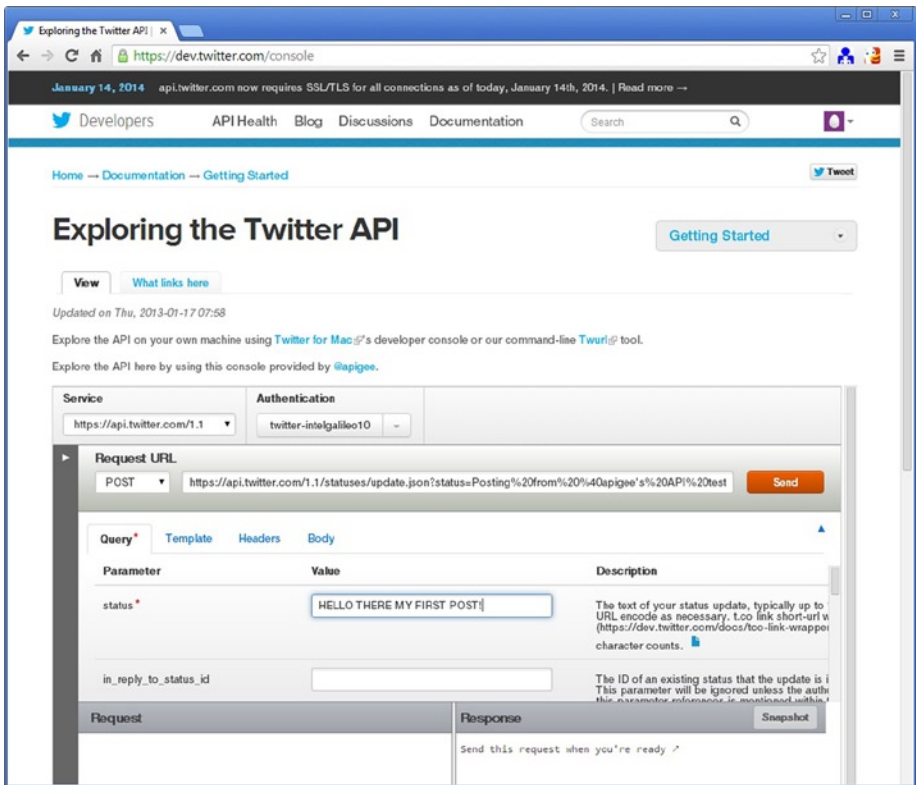 Exploring the Twitter API | ×
https://dev.twitter.com/console
January 14, 2014 api.twitter.com now requires SSL/TLS for all connections as of today, January 14th, 2014. | Read more →
Developers API Health Blog Discussions Documentation Search
Home → Documentation → Getting Started
Tweet
Exploring the Twitter API
Getting Started
View What links here
Updated on Thu, 2013-01-17 07:58
Explore the API on your own machine using Twitter for Mac's developer console or our command-line Twurl tool.
Explore the API here by using this console provided by @apigee.
Service Authentication
https://api.twitter.com/1.1 twitter-intelgalileo10
Request URL
POST https://api.twitter.com/1.1/statuses/update.json?status=Posting%20from%20%40apigee's%20API%20test Send
Query* Template Headers Body
Parameter Value Description
status* HELLO THERE MY FIRST POST! The text of your status update, typically up to
URL encode as necessary. t.co link short-url w
(https://dev.twitter.com/docs/tco-link-wrapper
character counts.
in_reply_to_status_id The ID of an existing status that the update is i
This parameter will be ignored unless the autho
this parameter references is mentioned within
Request Response Snapshot
Send this request when you're ready